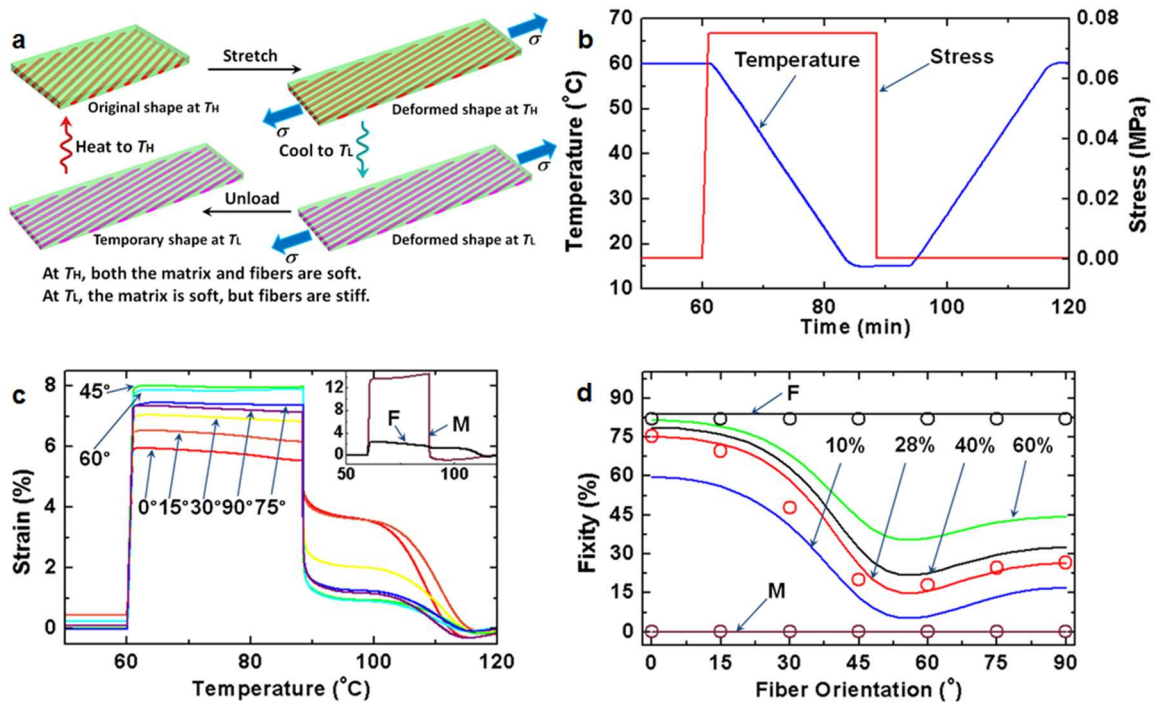 a
Original shape at TH
Stretch
σ
Deformed shape at TH
σ
Heat to TH
Cool to TL
σ
Temporary shape at TL
Unload
Deformed shape at TL
σ
At TH, both the matrix and fibers are soft.
At TL, the matrix is soft, but fibers are stiff.
b
Temperature (°C)
70
60
50
40
30
20
10
Temperature
Stress
0.08
0.06
0.04
0.02
0.00
Stress (MPa)
60 80 100 120
Time (min)
c
Strain (%)
8
6
4
2
0
45°
60°
0° 15° 30° 90° 75°
12
8
4
0
F
M
50 100
60 80 100 120
Temperature (°C)
d
Fixity (%)
90
75
60
45
30
15
0
F
10% 28% 40% 60%
M
0 15 30 45 60 75 90
Fiber Orientation (°)